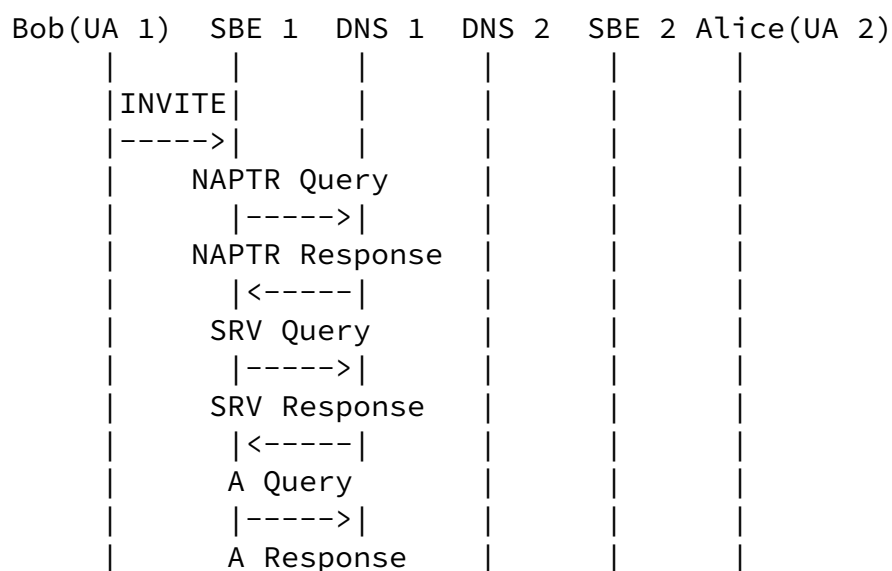 Bob(UA 1)  SBE 1  DNS 1  DNS 2  SBE 2 Alice(UA 2)
     |      |      |      |      |      |
     |INVITE|      |      |      |      |
     |----->|      |      |      |      |
     |    NAPTR Query     |      |      |
     |      |----->|      |      |      |
     |    NAPTR Response  |      |      |
     |      |<-----|      |      |      |
     |     SRV Query      |      |      |
     |      |----->|      |      |      |
     |     SRV Response   |      |      |
     |      |<-----|      |      |      |
     |      A Query       |      |      |
     |      |----->|      |      |      |
     |      A Response    |      |      |